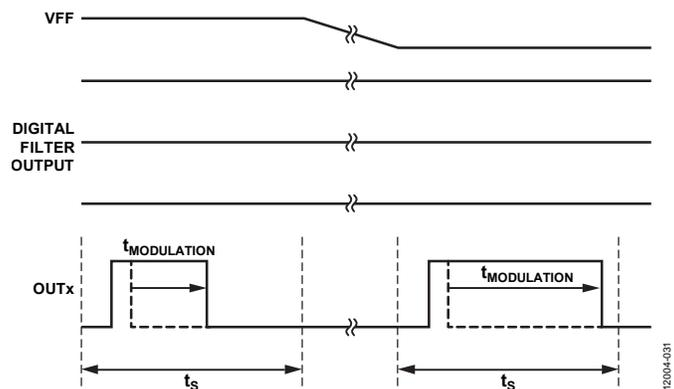 VFF
DIGITAL
FILTER
OUTPUT
tMODULATION
tMODULATION
OUTx
tS
tS
12004-031